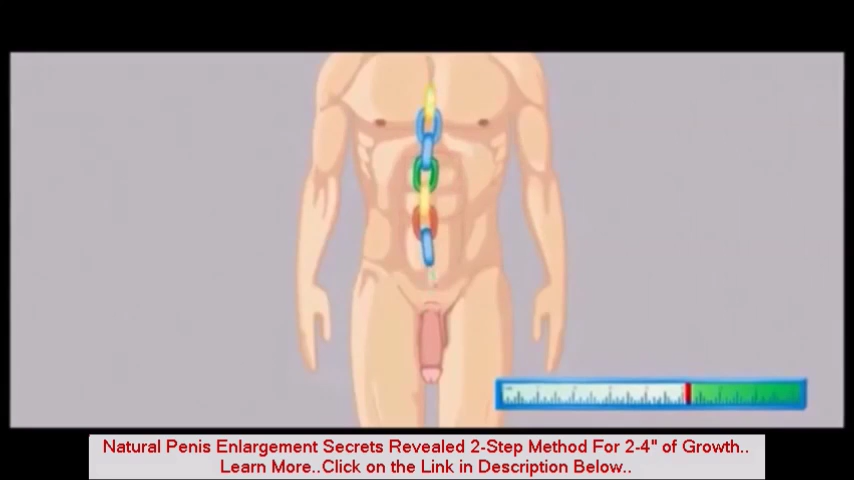 Natural Penis Enlargement Secrets Revealed 2-Step Method For 2-4" of Growth..
Learn More..Click on the Link in Description Below..